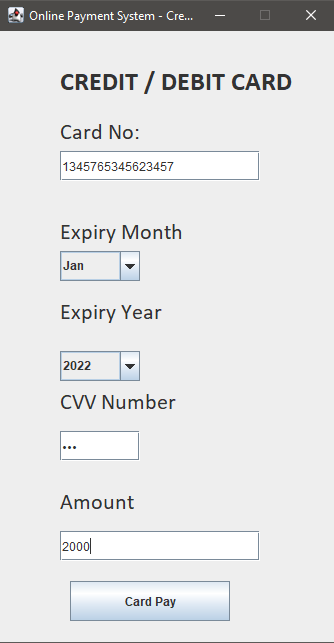 Online Payment System - Cre...
CREDIT / DEBIT CARD
Card No:
1345765345623457
Expiry Month
Jan
Expiry Year
2022
CVV Number
•••
Amount
2000
Card Pay